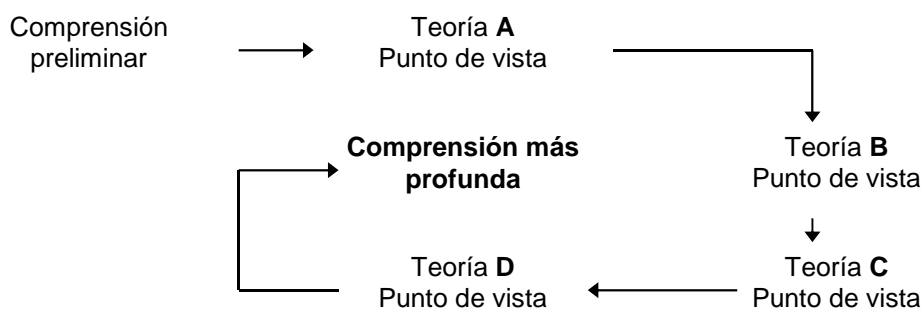 Comprensión
preliminar
Teoría A
Punto de vista
Comprensión más
profunda
Teoría B
Punto de vista
Teoría D
Punto de vista
Teoría C
Punto de vista